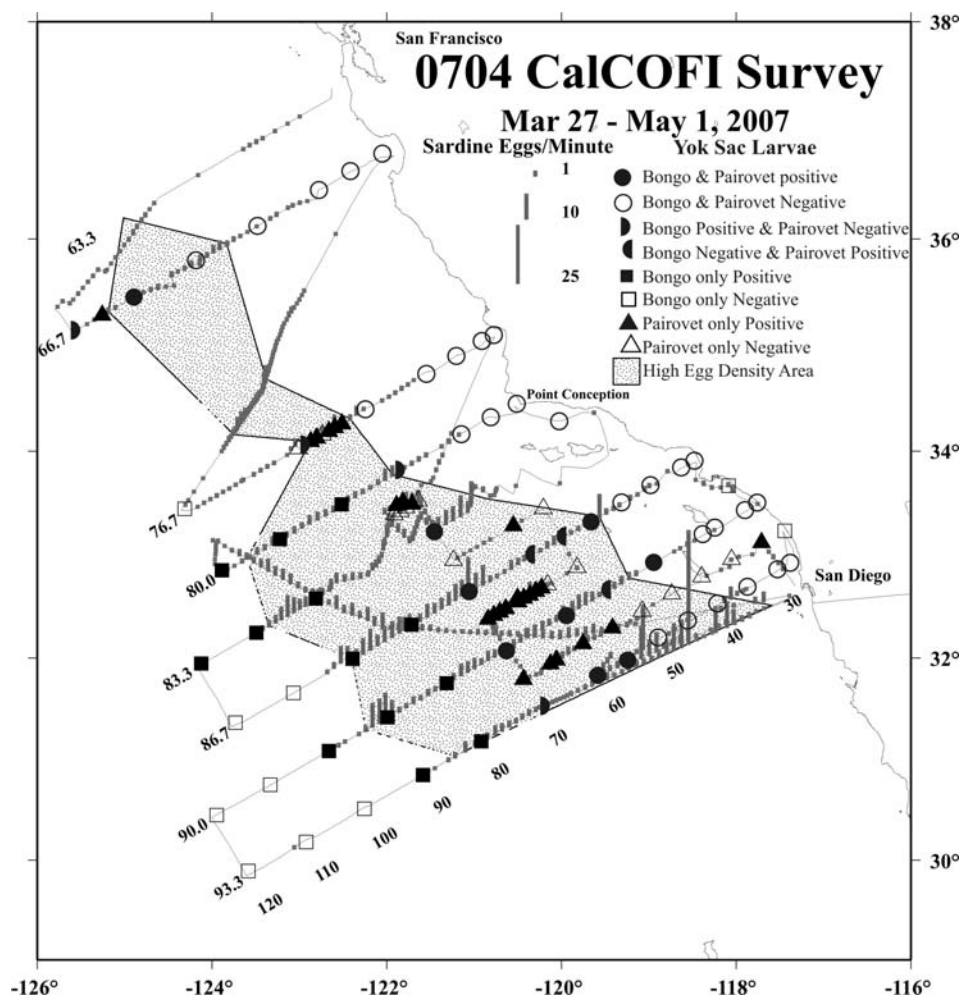 38°
San Francisco
0704 CalCOFI Survey
Mar 27 - May 1, 2007
Sardine Eggs/Minute
1
10
25
Yok Sac Larvae
Bongo & Pairovet positive
Bongo & Pairovet Negative
Bongo Positive & Pairovet Negative
Bongo Negative & Pairovet Positive
Bongo only Positive
Bongo only Negative
Pairovet only Positive
Pairovet only Negative
High Egg Density Area
36°
63.3
66.7
Point Conception
34°
76.7
80.0
San Diego
30
40
50
60
70
80
90
100
110
120
32°
83.3
86.7
90.0
93.3
30°
-126
-124°
-122°
-120°
-118°
-116°